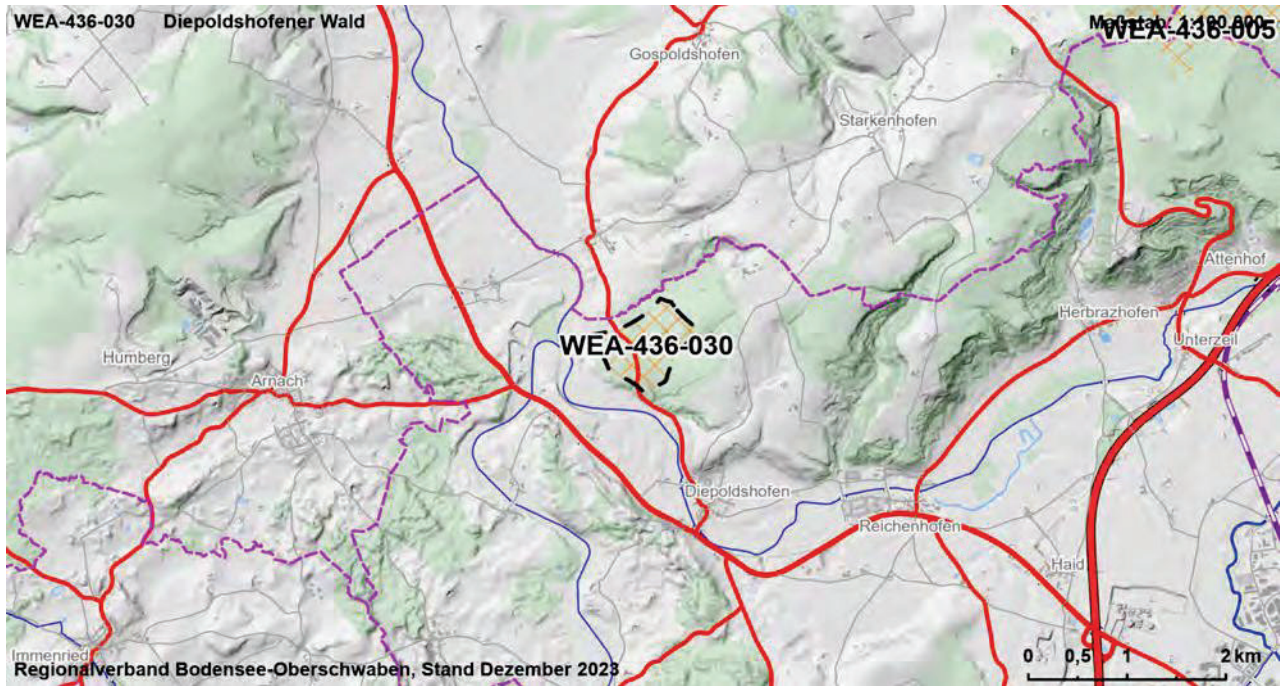 WEA-436-030 Diepoldshofener Wald
Maßstab: 1:100.000
WEA-436-005
Gospoldshofen
Starkenhofen
Attenhof
Herbrazhofen
Unterzeil
WEA-436-030
Humberg
Arnach
Diepoldshofen
Reichenhofen
Haid
Immenried
Regionalverband Bodensee-Oberschwaben, Stand Dezember 2023
0 0,5 1 2 km